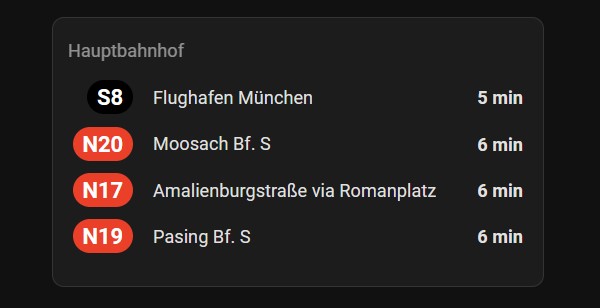 Hauptbahnhof
S8 Flughafen München 5 min
N20 Moosach Bf. S 6 min
N17 Amalienburgstraße via Romanplatz 6 min
N19 Pasing Bf. S 6 min